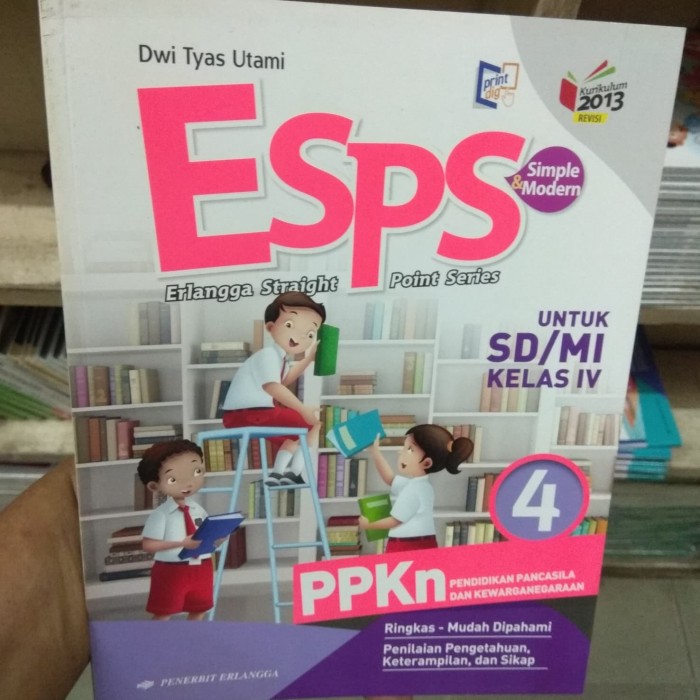 Dwi Tyas Utami
print
dig
Kurikulum
2013
REVISI
ESPS
Simple
& Modern
Erlangga Straight Point Series
UNTUK
SD/MI
KELAS IV
4
PPKn
PENDIDIKAN PANCASILA
DAN KEWARGANEGARAAN
Ringkas - Mudah Dipahami
Penilaian Pengetahuan,
Keterampilan, dan Sikap
PENERBIT ERLANGGA